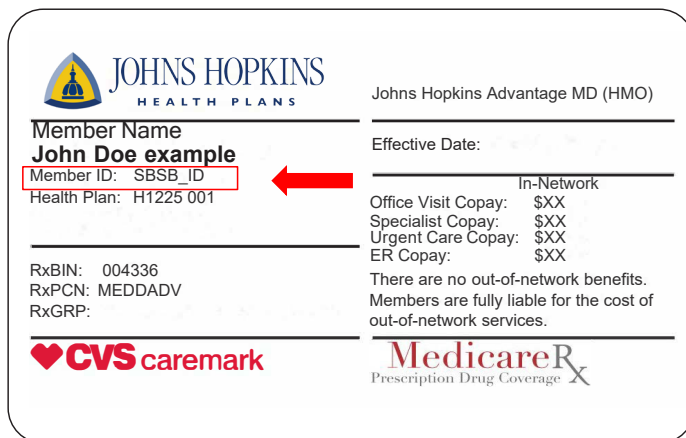 JOHNS HOPKINS
HEALTH PLANS
Member Name
John Doe example
Member ID: SBSB_ID
Health Plan: H1225 001
RxBIN: 004336
RxPCN: MEDDADV
RxGRP:
CVS caremark
Johns Hopkins Advantage MD (HMO)
Effective Date:
In-Network
Office Visit Copay: $XX
Specialist Copay: $XX
Urgent Care Copay: $XX
ER Copay: $XX
There are no out-of-network benefits.
Members are fully liable for the cost of
out-of-network services.
MedicareRx
Prescription Drug Coverage